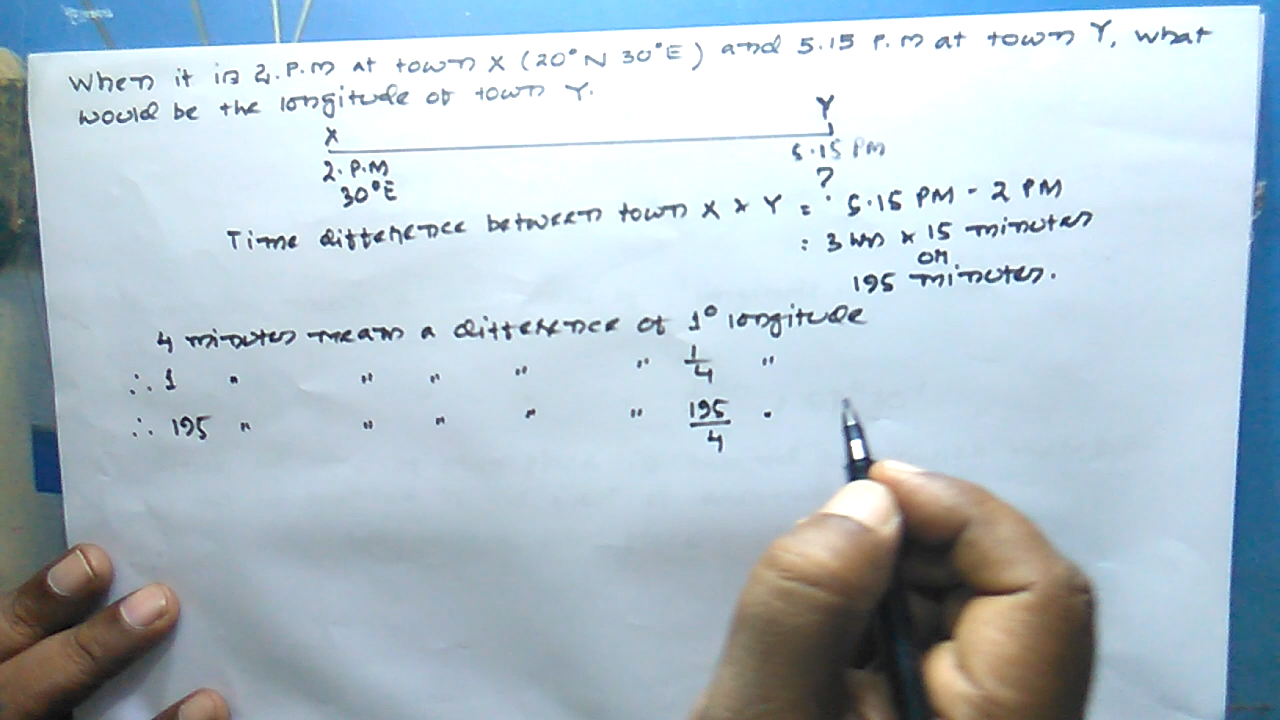 When it is 2. P.M at town X (20°N 30°E) and 5.15 P.M at town Y, what
would be the longitude of town Y.
X Y
2. P.M 5.15 PM
30°E ?
Time difference between town X & Y = 5.15 PM - 2 PM
= 3 hrs & 15 minutes
or
195 minutes.
4 minutes mean a difference of 1° longitude
∴ 1 " " " " " 1/4 "
∴ 195 " " " " " 195/4 "